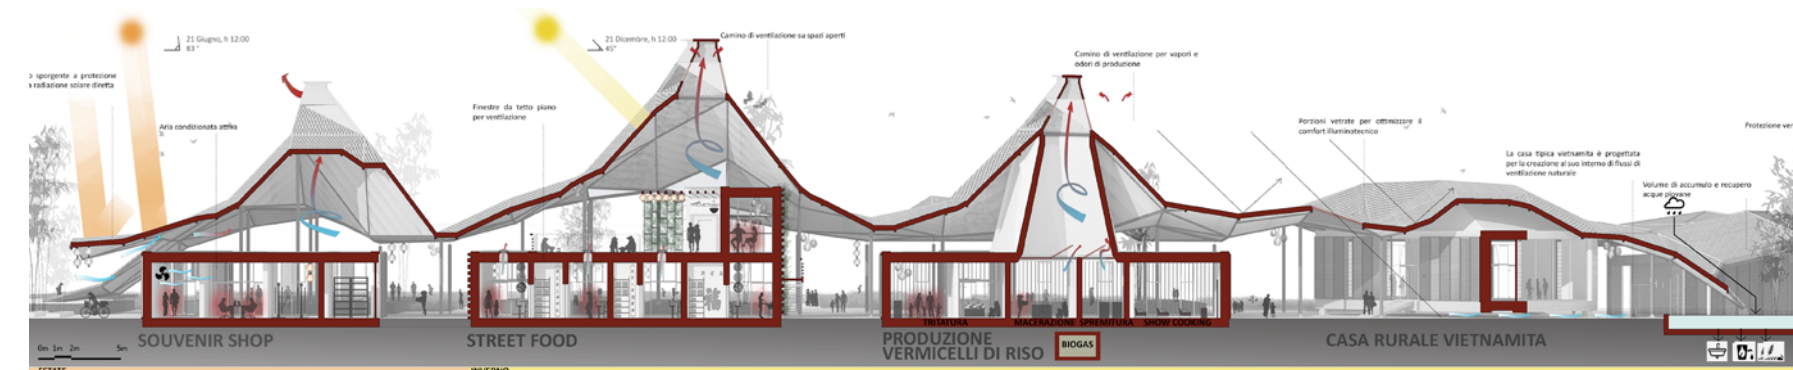 21 Giugno, h 12:00
83 °
21 Dicembre, h 12:00
45°
Camino di ventilazione su spazi aperti
Camino di ventilazione per vapori e
odori di produzione
sporgente a protezione
radiazione solare diretta
Aria condizionata attiva
Finestre da tetto piano
per ventilazione
Porzioni vetrate per ottimizzare il
comfort illuminotecnico
La casa tipica vietnamita è progettata
per la creazione al suo interno di flussi di
ventilazione naturale
Protezione ver
Volume di accumulo e recupero
acque piovane
TRITATURA
MACERAZIONE
SPREMITURA
SHOW COOKING
SOUVENIR SHOP
STREET FOOD
PRODUZIONE
VERMICELLI DI RISO
BIOGAS
CASA RURALE VIETNAMITA
0m 1m 2m 5m
ESTATE
INVERNO